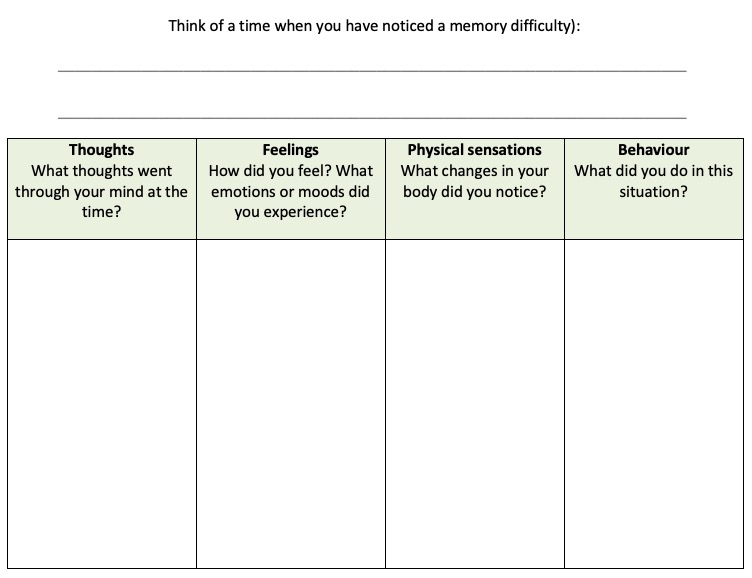 Think of a time when you have noticed a memory difficulty):
Thoughts
What thoughts went
through your mind at the
time?
Feelings
How did you feel? What
emotions or moods did
you experience?
Physical sensations
What changes in your
body did you notice?
Behaviour
What did you do in this
situation?